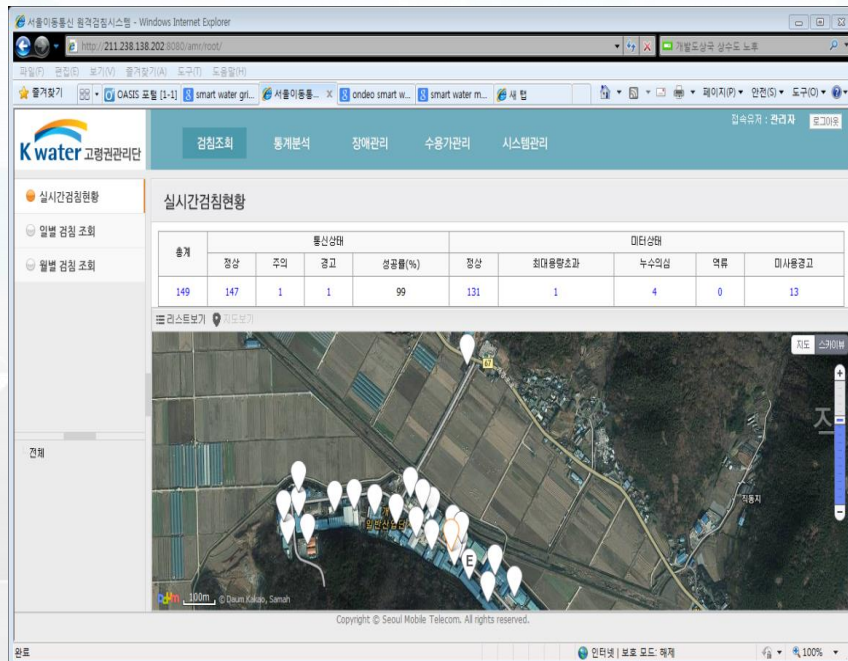 서울이동통신 원격검침시스템 - Windows Internet Explorer
http://211.238.138.202:8080/amr/root/
개발도상국 상수도 노후
파일(F) 편집(E) 보기(V) 즐겨찾기(A) 도구(T) 도움말(H)
즐겨찾기 OASIS 포털 [1-1] smart water gri... 서울이동통... x ondeo smart w... smart water m... 새 탭 페이지(P) 안전(S) 도구(O)
접속유저 : 관리자 로그아웃
K water 고령권관리단
검침조회 통계분석 장애관리 수용가관리 시스템관리
실시간검침현황
일별 검침 조회
월별 검침 조회
전체
실시간검침현황
총계 통신상태 미터상태
정상 주의 경고 성공률(%) 정상 최대용량초과 누수의심 역류 미사용경고
149 147 1 1 99 131 1 4 0 13
리스트보기 지도보기
지도 스카이뷰
67
직동지
개
일반산업단
E
100m © Daum Kakao, Samah
Copyright © Seoul Mobile Telecom. All rights reserved.
완료 인터넷 | 보호 모드: 해제 100%